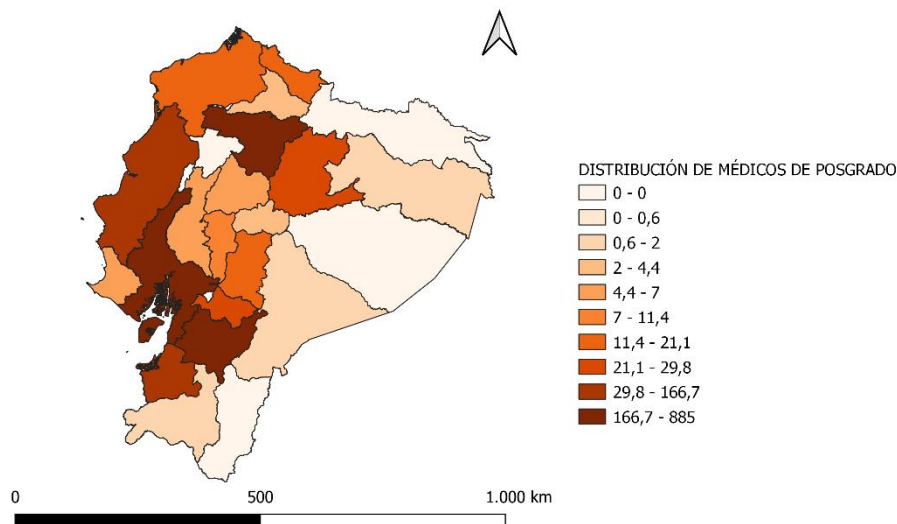 DISTRIBUCIÓN DE MÉDICOS DE POSGRADO
0 - 0
0 - 0,6
0,6 - 2
2 - 4,4
4,4 - 7
7 - 11,4
11,4 - 21,1
21,1 - 29,8
29,8 - 166,7
166,7 - 885
0 500 1.000 km